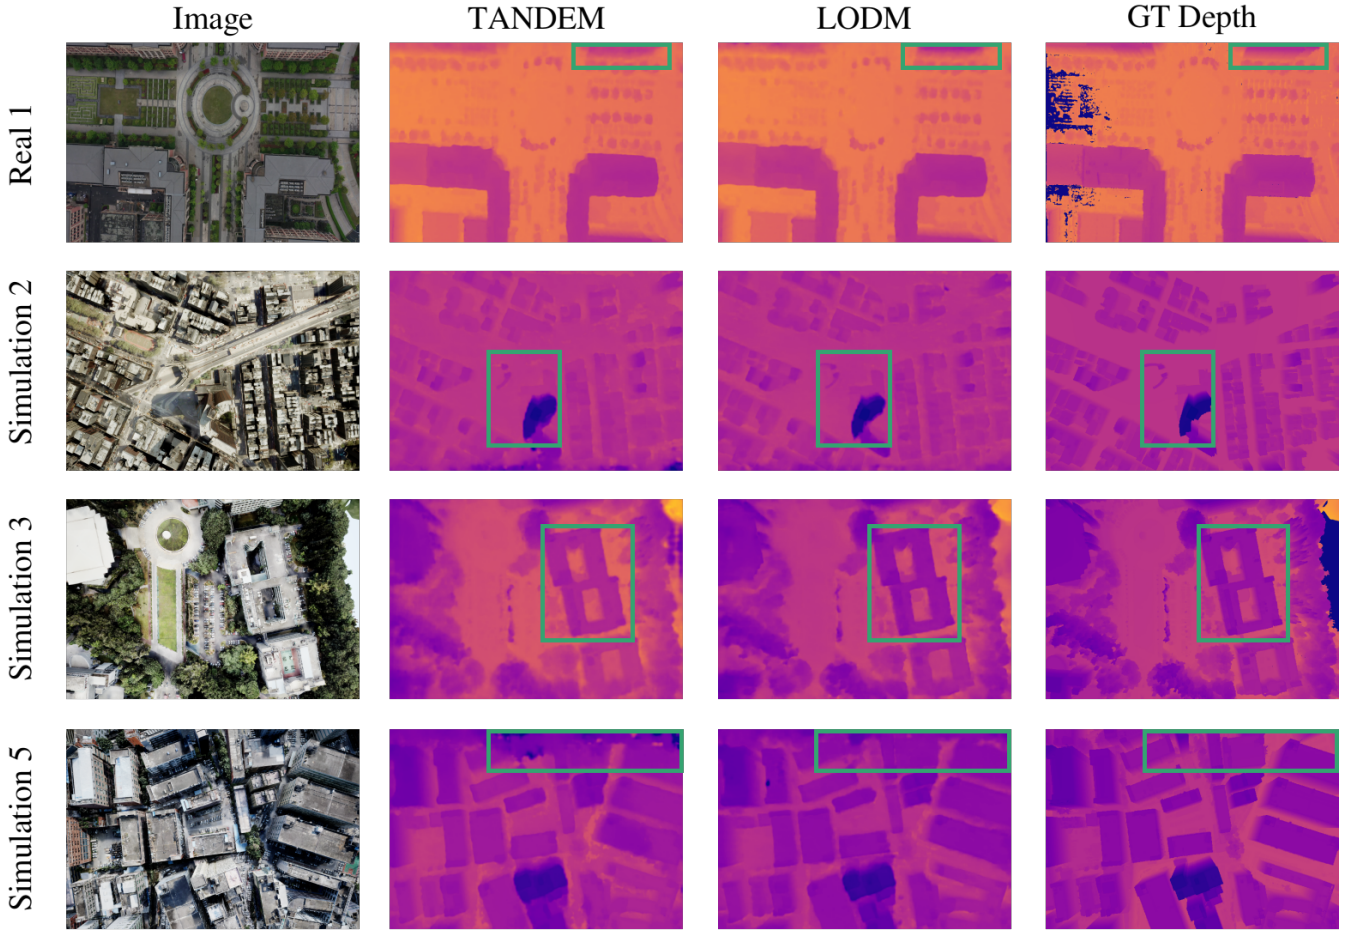 Image TANDEM LODM GT Depth
Real 1
Simulation 2
Simulation 3
Simulation 5